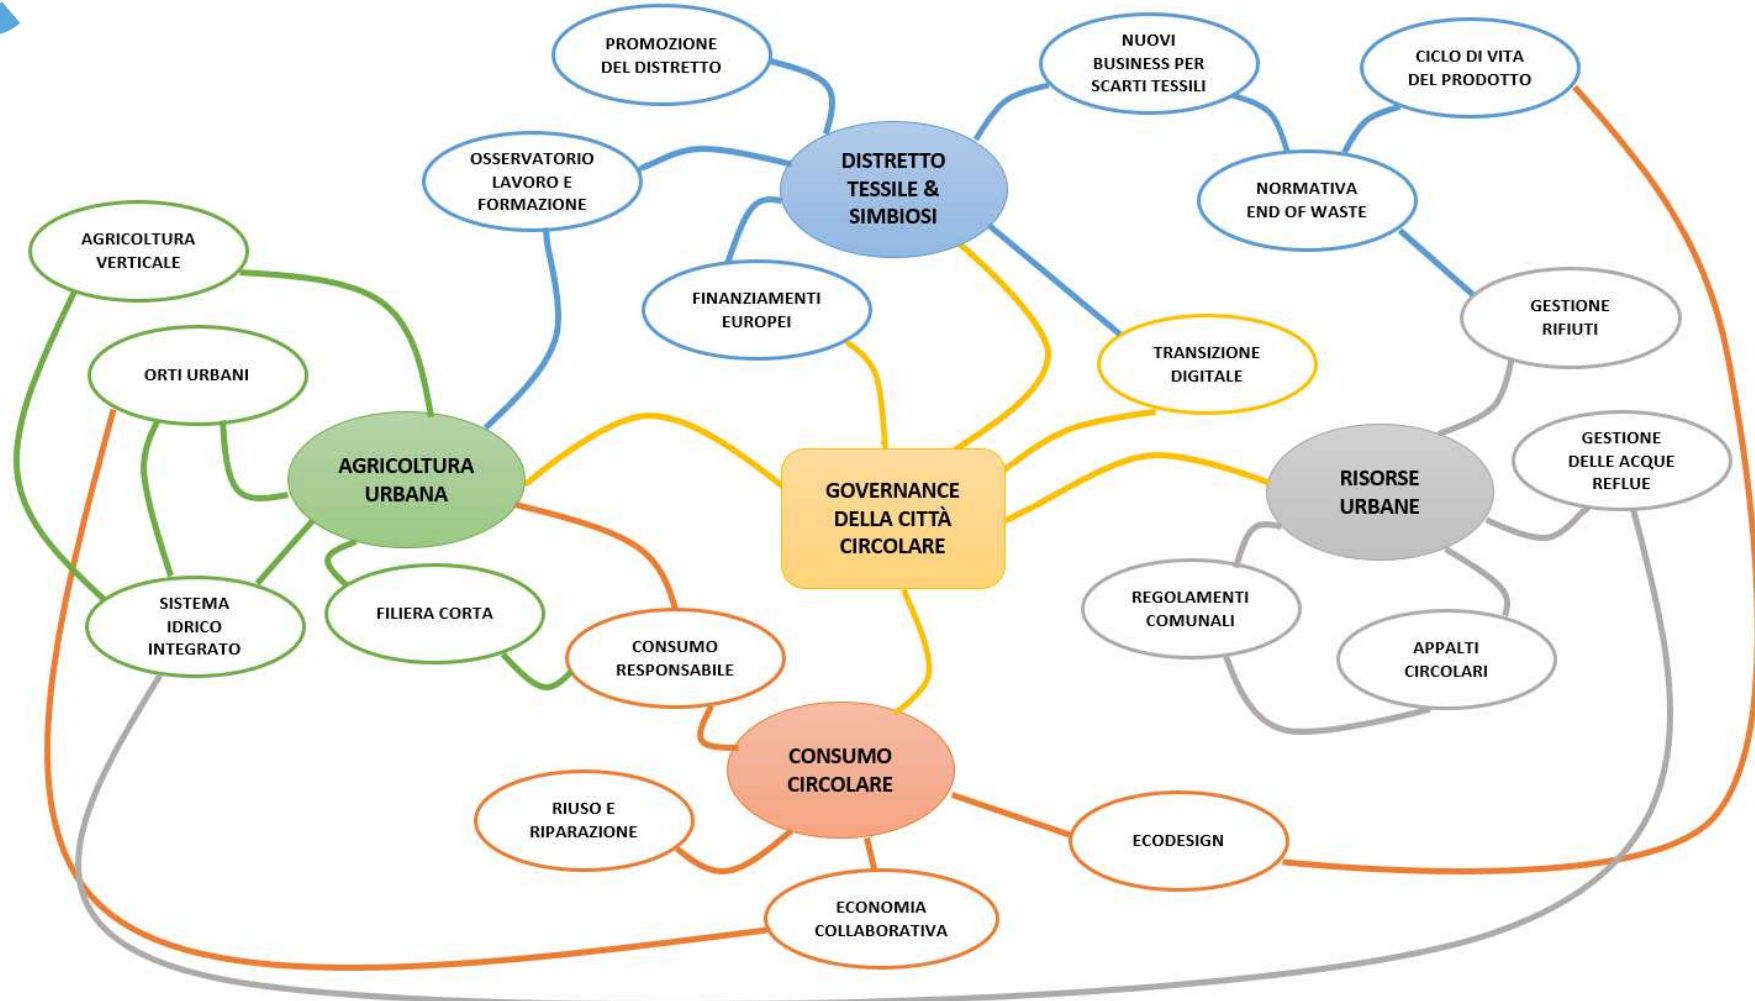 PROMOZIONE
DEL DISTRETTO
NUOVI
BUSINESS PER
SCARTI TESSILI
CICLO DI VITA
DEL PRODOTTO
OSSERVATORIO
LAVORO E
FORMAZIONE
DISTRETTO
TESSILE &
SIMBIOSI
NORMATIVA
END OF WASTE
AGRICOLTURA
VERTICALE
FINANZIAMENTI
EUROPEI
GESTIONE
RIFIUTI
TRANSIZIONE
DIGITALE
ORTI URBANI
AGRICOLTURA
URBANA
GOVERNANCE
DELLA CITTÀ
CIRCOLARE
RISORSE
URBANE
GESTIONE
DELLE ACQUE
REFLUE
SISTEMA
IDRICO
INTEGRATO
FILIERA CORTA
CONSUMO
RESPONSABILE
REGOLAMENTI
COMUNALI
APPALTI
CIRCOLARI
CONSUMO
CIRCOLARE
RIUSO E
RIPARAZIONE
ECODESIGN
ECONOMIA
COLLABORATIVA